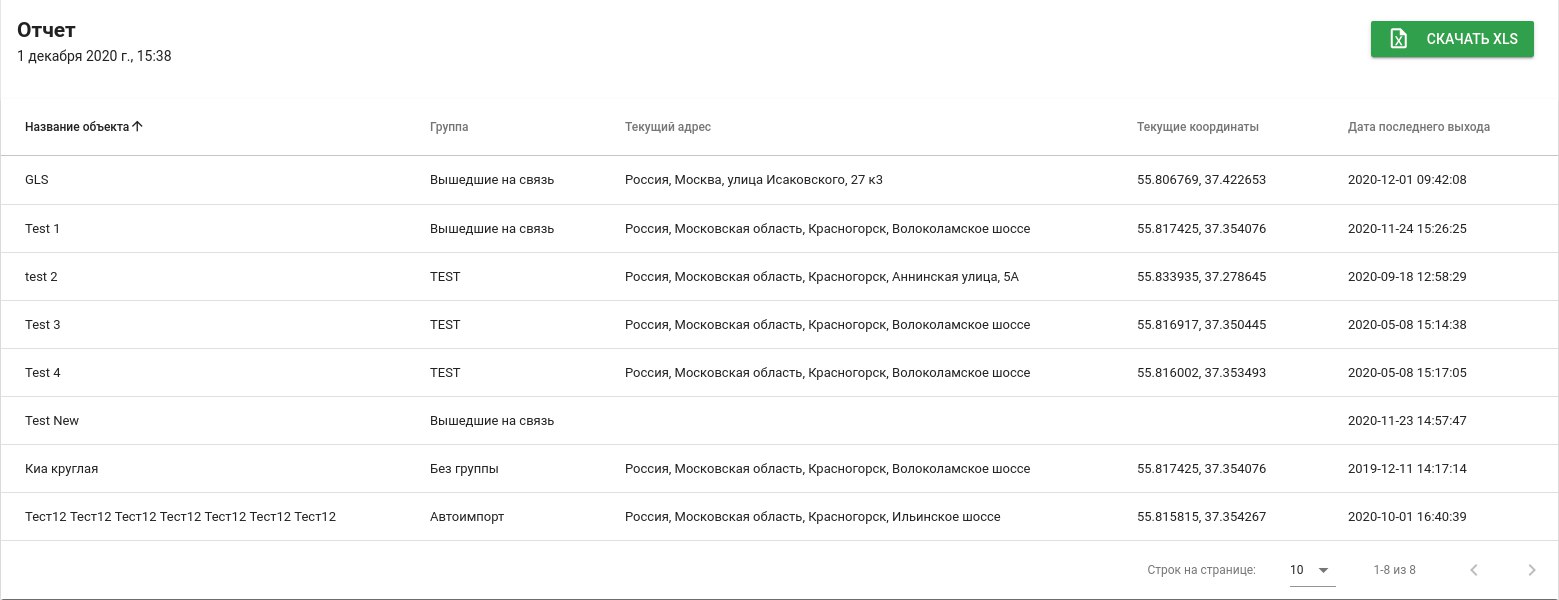 Отчет
1 декабря 2020 г., 15:38
СКАЧАТЬ XLS
Название объекта Группа Текущий адрес Текущие координаты Дата последнего выхода
GLS Вышедшие на связь Россия, Москва, улица Исаковского, 27 к3 55.806769, 37.422653 2020-12-01 09:42:08
Test 1 Вышедшие на связь Россия, Московская область, Красногорск, Волоколамское шоссе 55.817425, 37.354076 2020-11-24 15:26:25
test 2 TEST Россия, Московская область, Красногорск, Аннинская улица, 5А 55.833935, 37.278645 2020-09-18 12:58:29
Test 3 TEST Россия, Московская область, Красногорск, Волоколамское шоссе 55.816917, 37.350445 2020-05-08 15:14:38
Test 4 TEST Россия, Московская область, Красногорск, Волоколамское шоссе 55.816002, 37.353493 2020-05-08 15:17:05
Test New Вышедшие на связь 2020-11-23 14:57:47
Киа круглая Без группы Россия, Московская область, Красногорск, Волоколамское шоссе 55.817425, 37.354076 2019-12-11 14:17:14
Тест12 Тест12 Тест12 Тест12 Тест12 Тест12 Тест12 Автоимпорт Россия, Московская область, Красногорск, Ильинское шоссе 55.815815, 37.354267 2020-10-01 16:40:39
Строк на странице: 10 1-8 из 8